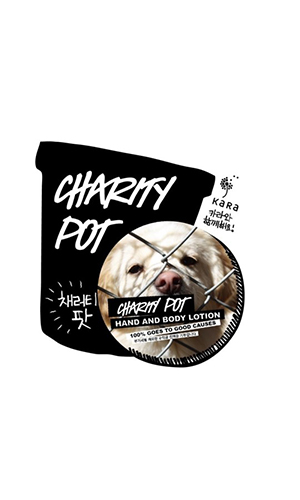 CHARITY
POT
KARA
카라와
함께해요!
채러티
팟
CHARITY POT
HAND AND BODY LOTION
100% GOES TO GOOD CAUSES